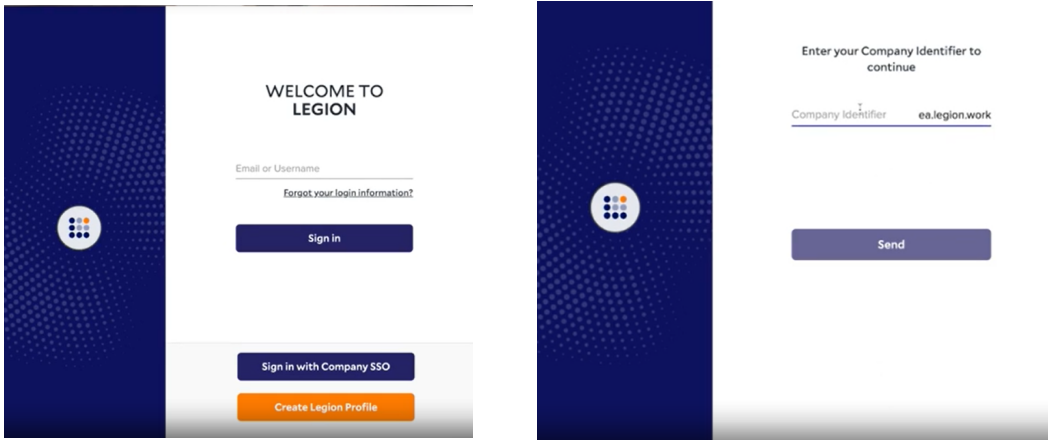 WELCOME TO
LEGION
Email or Username
Forgot your login information?
Sign in
Sign in with Company SSO
Create Legion Profile
Enter your Company Identifier to
continue
Company Identifier ea.legion.work
Send